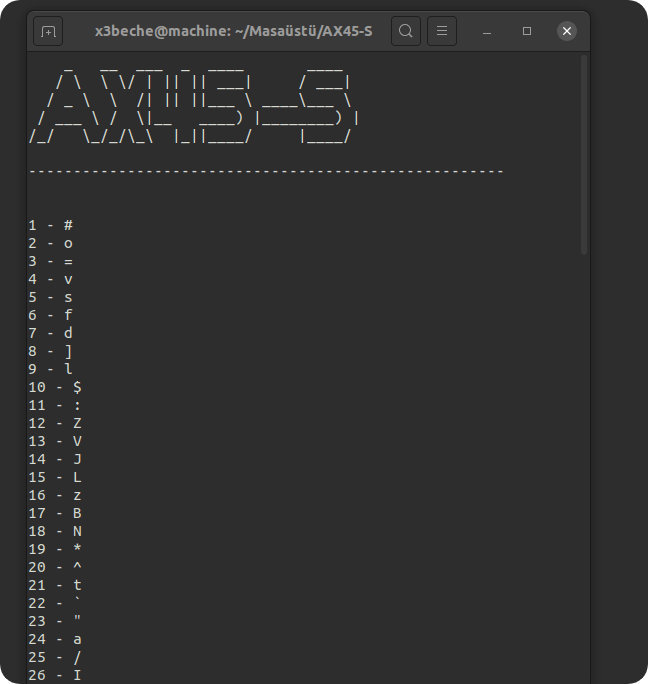 x3beche@machine: ~/Masaüstü/AX45-S
AX45-S
-----------------------------------------------------
1 - #
2 - o
3 - =
4 - v
5 - s
6 - f
7 - d
8 - ]
9 - l
10 - $
11 - :
12 - Z
13 - V
14 - J
15 - L
16 - z
17 - B
18 - N
19 - *
20 - ^
21 - t
22 - `
23 - "
24 - a
25 - /
26 - I